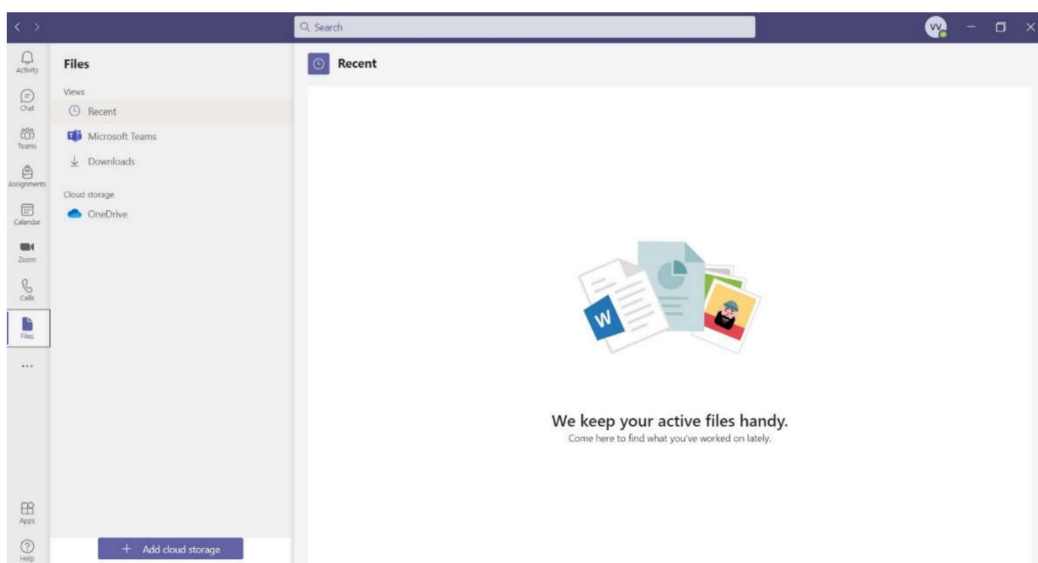 Search
VV
Activity
Chat
Teams
Assignments
Calendar
Zoom
Calls
Files
...
Apps
Help
Files
Views
Recent
Microsoft Teams
Downloads
Cloud storage
OneDrive
+ Add cloud storage
Recent
W
We keep your active files handy.
Come here to find what you've worked on lately.